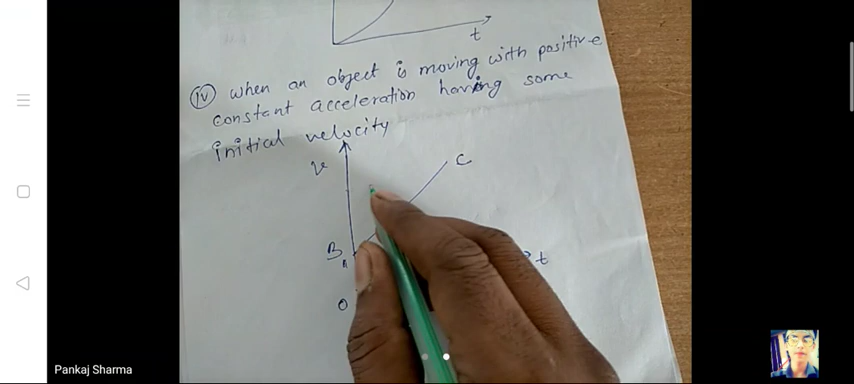 t
(iv) when an object is moving with positive
constant acceleration having some
initial velocity
v
C
B
t
O
Pankaj Sharma